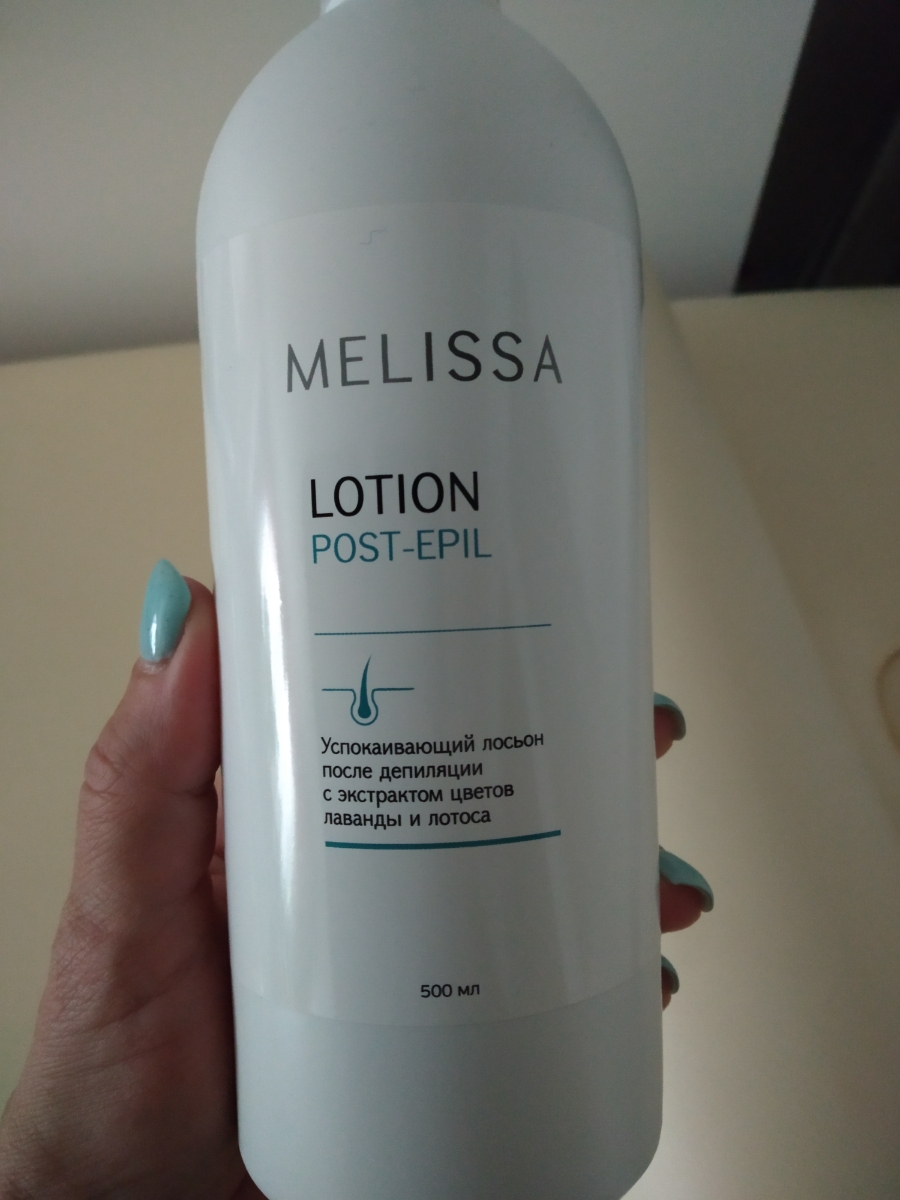 MELISSA
LOTION
POST-EPIL
Успокаивающий лосьон
после депиляции
с экстрактом цветов
лаванды и лотоса
500 мл